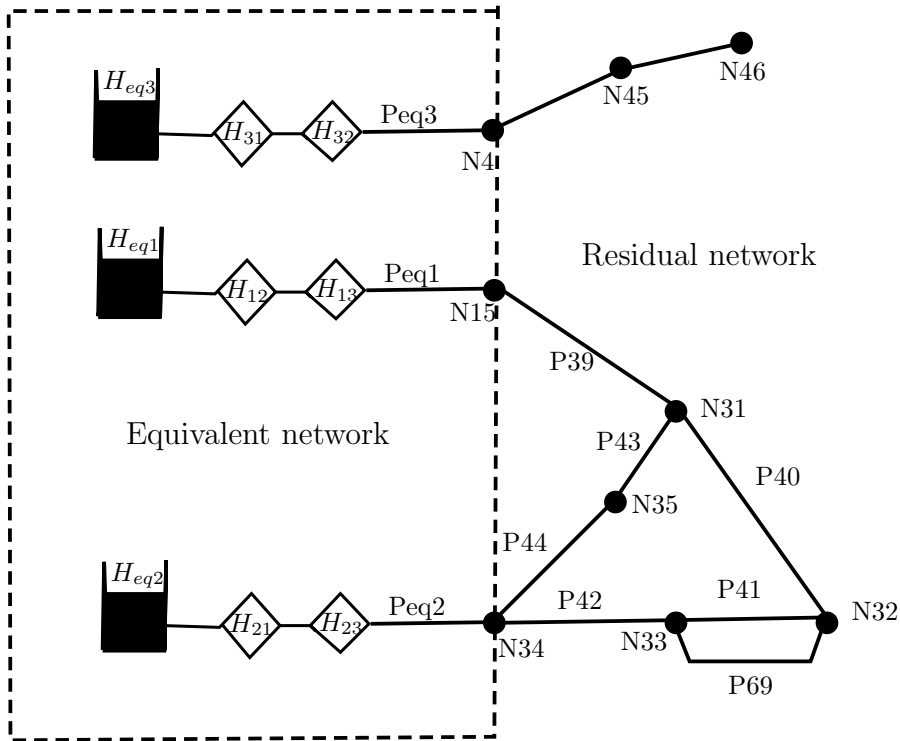 N46
N45
H_{eq3}
Peq3
H_{31}
H_{32}
N4
H_{eq1}
Residual network
Peq1
H_{12}
H_{13}
N15
P39
N31
Equivalent network
P43
P40
N35
P44
H_{eq2}
P41
Peq2
P42
N32
H_{21}
H_{23}
N33
N34
P69